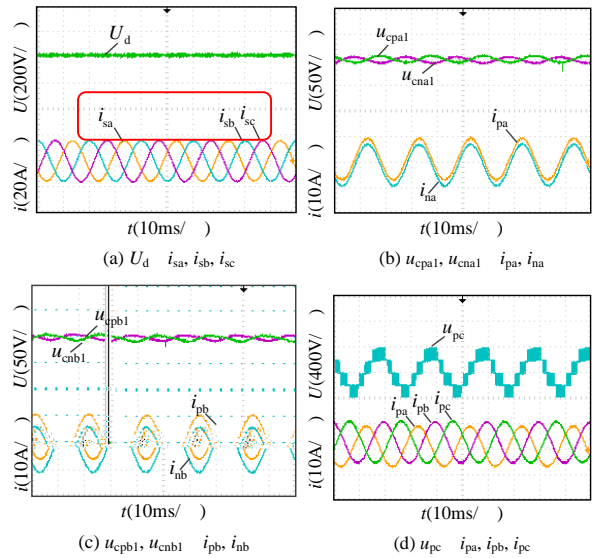 U(200V/ )
U_d
i_sa
i_sb
i_sc
i(20A/ )
t(10ms/ )
(a) U_d i_sa, i_sb, i_sc
U(50V/ )
u_cpa1
u_cna1
i_pa
i_na
i(10A/ )
t(10ms/ )
(b) u_cpa1, u_cna1 i_pa, i_na
U(50V/ )
u_cpb1
u_cnb1
i_pb
i_nb
i(10A/ )
t(10ms/ )
(c) u_cpb1, u_cnb1 i_pb, i_nb
U(400V/ )
u_pc
i_pa
i_pb
i_pc
i(10A/ )
t(10ms/ )
(d) u_pc i_pa, i_pb, i_pc